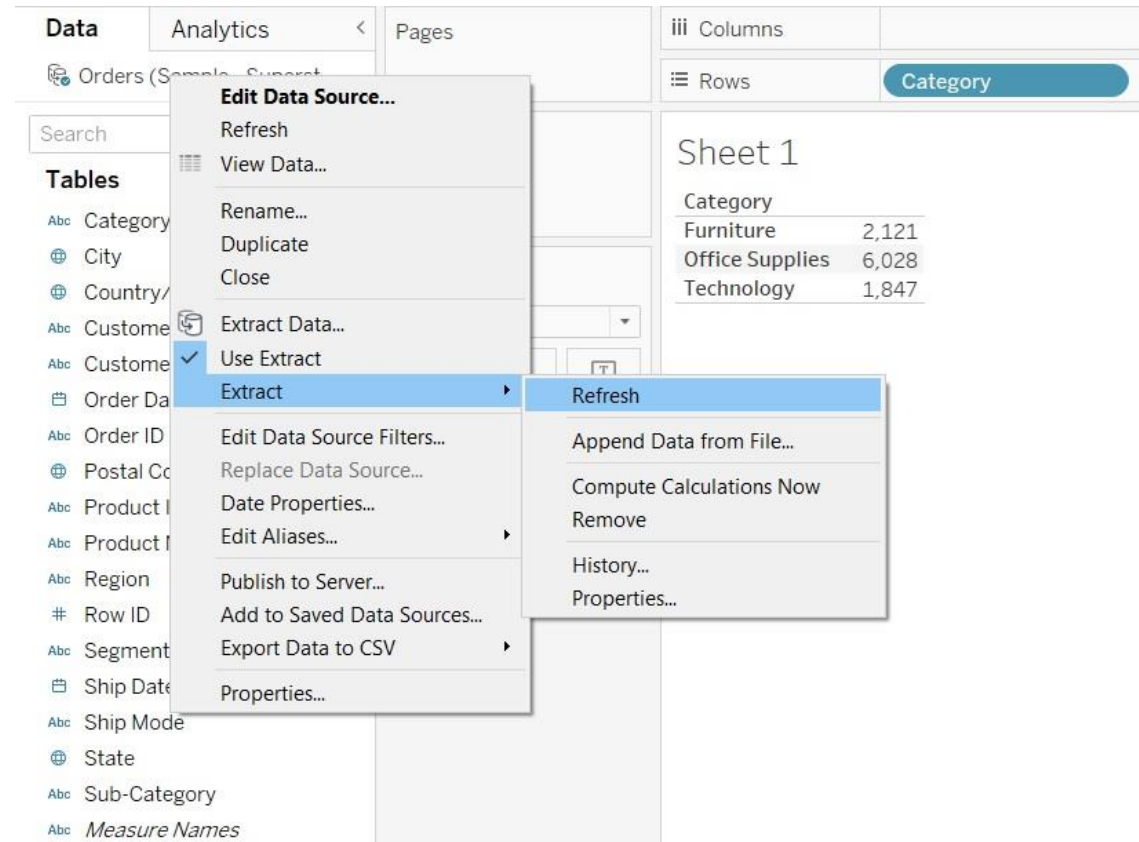 Data Analytics
Orders (Sample - Superst
Search
Tables
Abc Category
City
Country/
Abc Custome
Abc Custome
Order Da
Abc Order ID
Postal Co
Abc Product I
Abc Product
Abc Region
# Row ID
Abc Segment
Ship Date
Abc Ship Mode
State
Abc Sub-Category
Abc Measure Names
Edit Data Source...
Refresh
View Data...
Rename...
Duplicate
Close
Extract Data...
Use Extract
Extract
Edit Data Source Filters...
Replace Data Source...
Date Properties...
Edit Aliases...
Publish to Server...
Add to Saved Data Sources...
Export Data to CSV
Properties...
Refresh
Append Data from File...
Compute Calculations Now
Remove
History...
Properties...
Pages
T
Columns
Rows Category
Sheet 1
Category
Furniture 2,121
Office Supplies 6,028
Technology 1,847